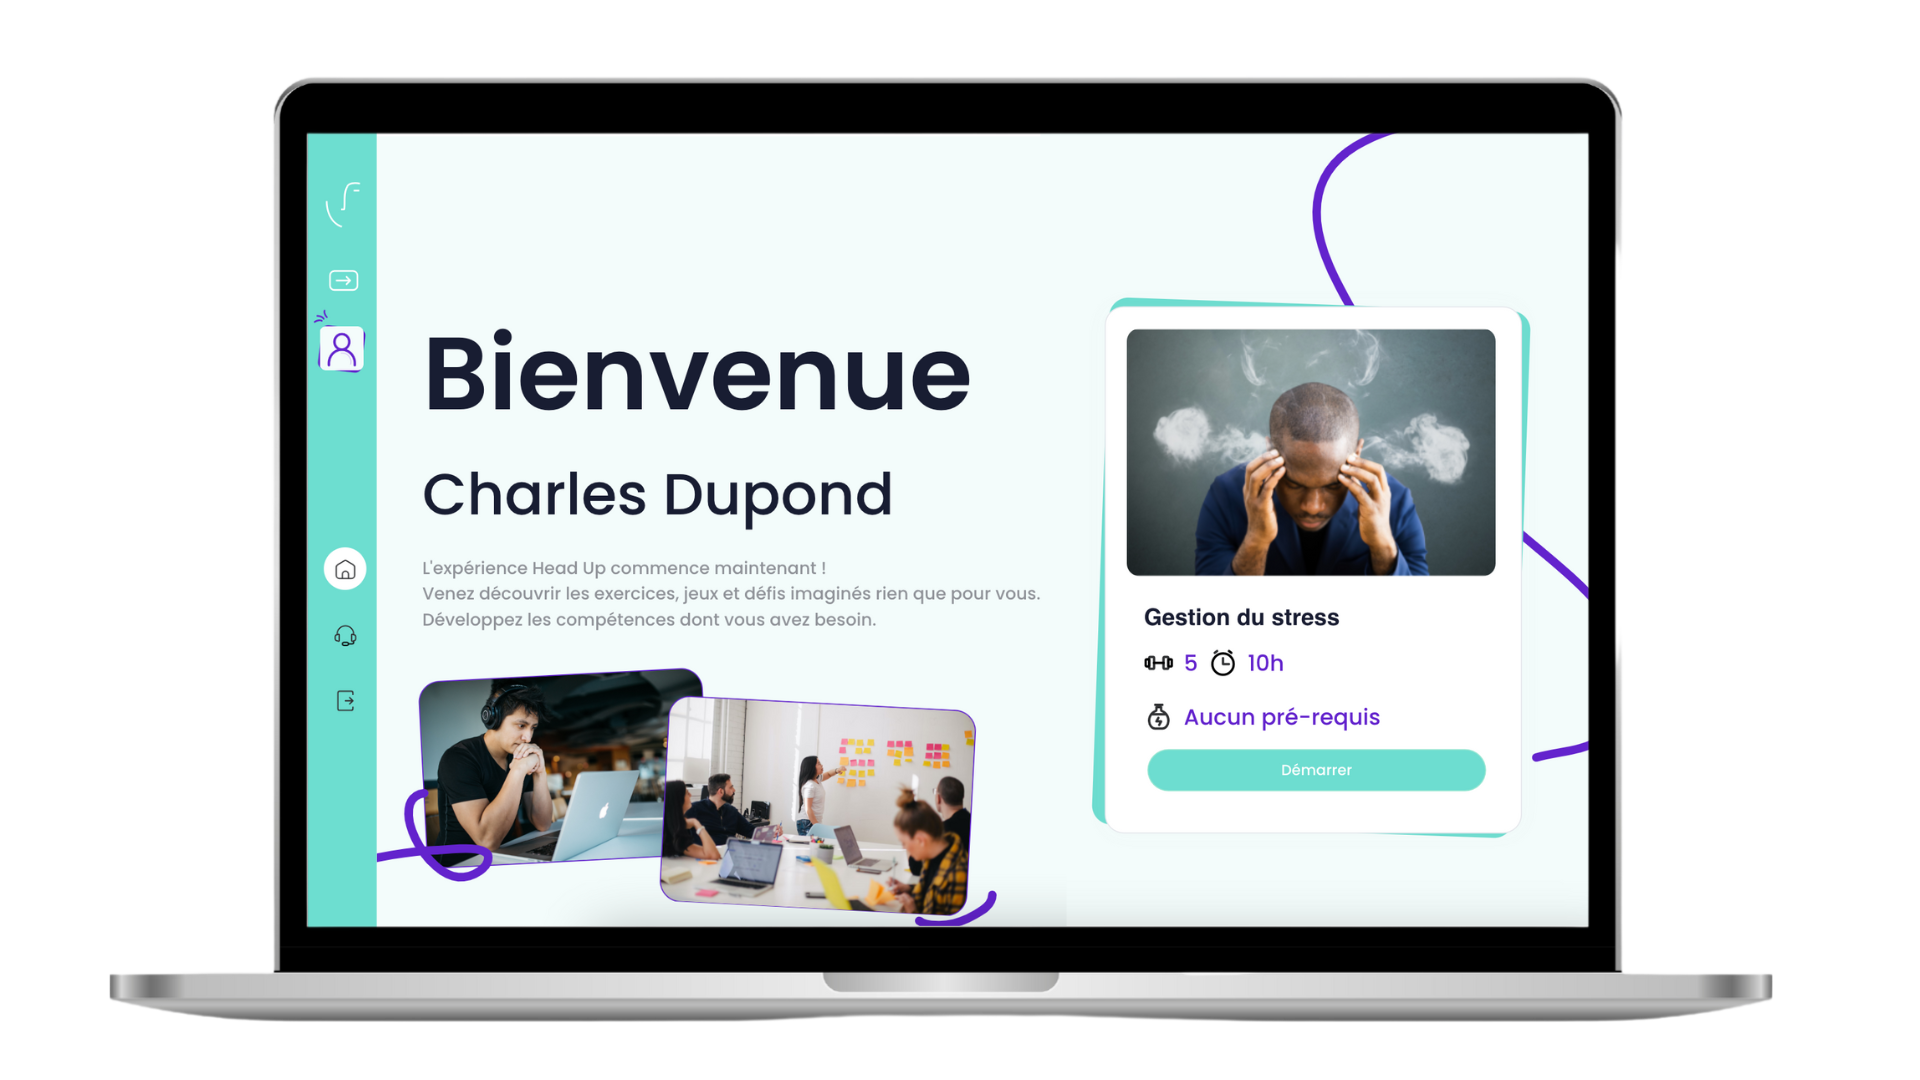 Bienvenue
Charles Dupond
L'expérience Head Up commence maintenant !
Venez découvrir les exercices, jeux et défis imaginés rien que pour vous.
Développez les compétences dont vous avez besoin.
Gestion du stress
5 10h
Aucun pré-requis
Démarrer